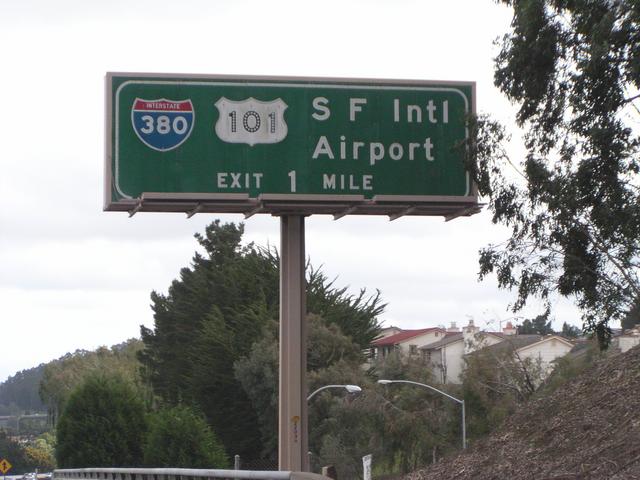 INTERSTATE
380
101
S F Intl
Airport
EXIT 1 MILE